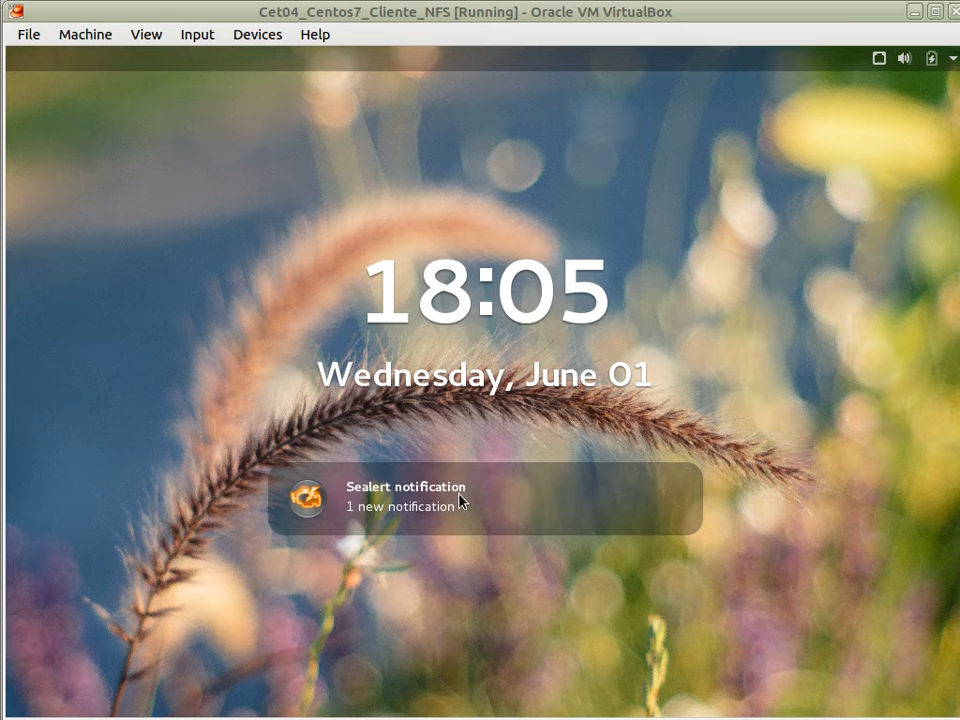 Cet04_Centos7_Cliente_NFS [Running] - Oracle VM VirtualBox
File Machine View Input Devices Help
18:05
Wednesday, June 01
Sealert notification
1 new notification